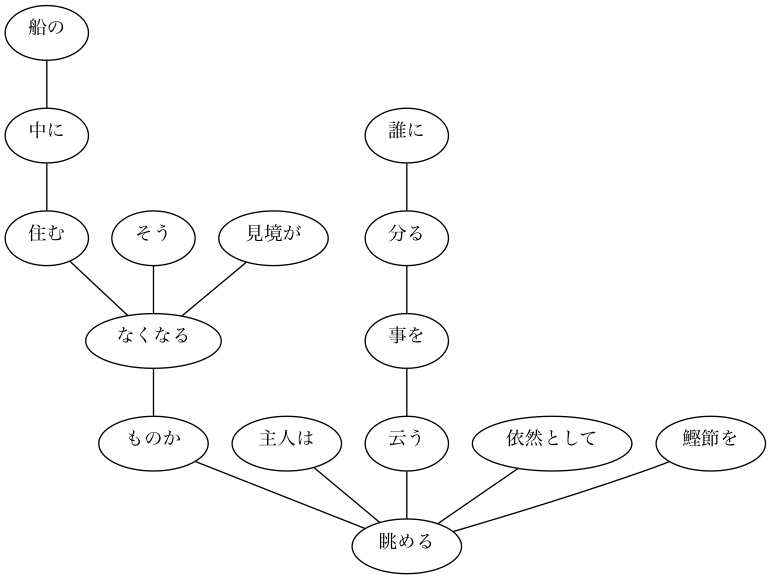 船の
中に
誰に
住む
そう
見境が
分る
なくなる
事を
ものか
主人は
云う
依然として
鰹節を
眺める